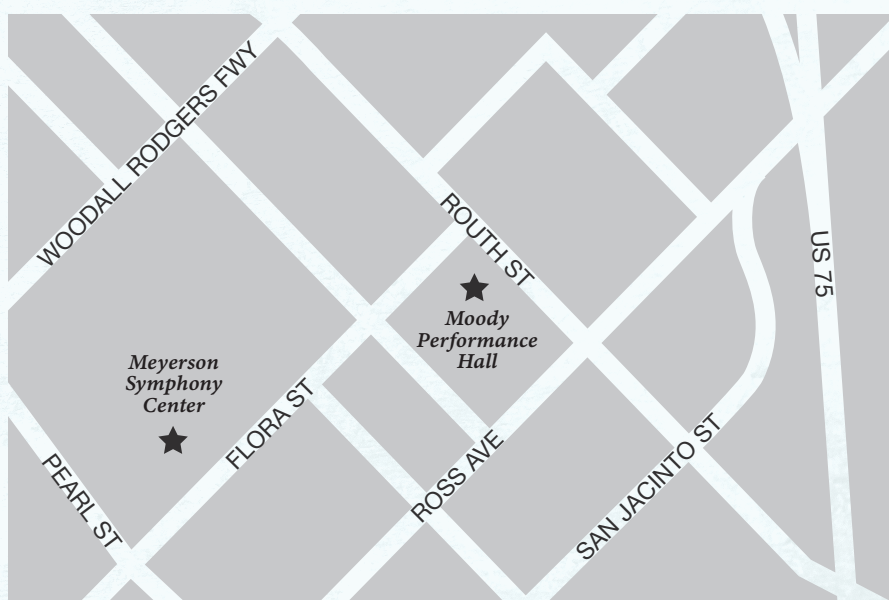 WOODALL RODGERS FWY
ROUTH ST
US 75
Moody
Performance
Hall
Meyerson
Symphony
Center
FLORA ST
ROSS AVE
SAN JACINTO ST
PEARL ST